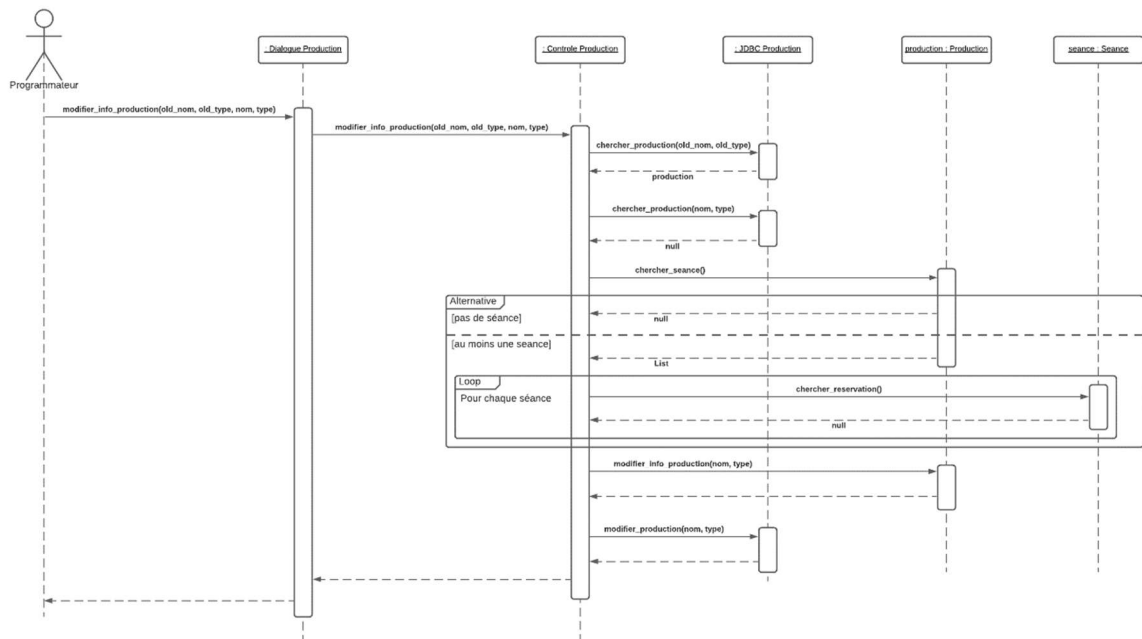 : Dialogue Production
: Controle Production
: JDBC Production
production : Production
seance : Seance
Programmateur
modifier_info_production(old_nom, old_type, nom, type)
modifier_info_production(old_nom, old_type, nom, type)
chercher_production(old_nom, old_type)
production
chercher_production(nom, type)
null
chercher_seance()
Alternative
[pas de séance]
null
[au moins une seance]
List
Loop
Pour chaque séance
chercher_reservation()
null
modifier_info_production(nom, type)
modifier_production(nom, type)